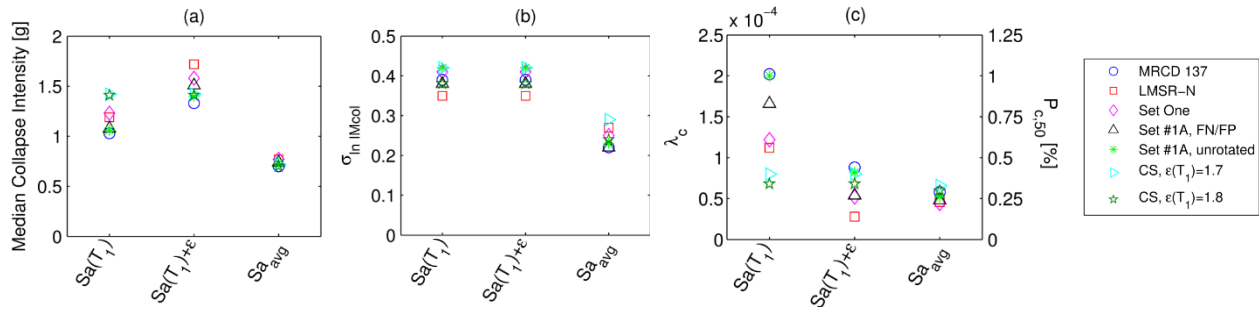 (a)
Median Collapse Intensity [g]
2
1.5
1
0.5
0
Sa(T1)
Sa(T1)+ε
Saavg
(b)
σln IMcol
0.5
0.4
0.3
0.2
0.1
0
Sa(T1)
Sa(T1)+ε
Saavg
(c)
x 10−4
λc
2.5
2
1.5
1
0.5
0
1.25
1
0.75
0.5
0.25
0
Pc,50 [%]
Sa(T1)
Sa(T1)+ε
Saavg
MRCD 137
LMSR−N
Set One
Set #1A, FN/FP
Set #1A, unrotated
CS, ε(T1)=1.7
CS, ε(T1)=1.8